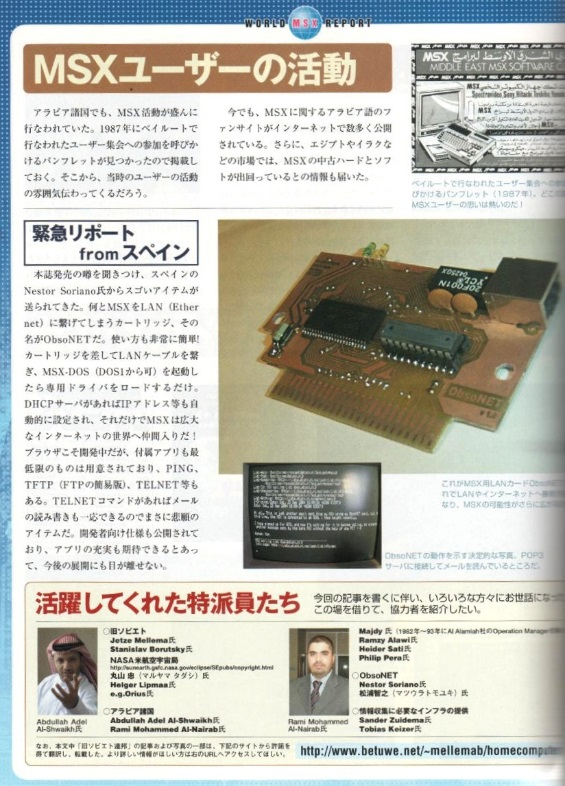 WORLD MSX REPORT
MSXユーザーの活動
アラビア諸国でも、MSX活動が盛んに
行なわれていた。1987年にベイルートで
行なわれたユーザー集会への参加を呼びか
けるパンフレットが見つかったので掲載し
ておく。そこから、当時のユーザーの活動
の雰囲気伝わってくるだろう。
今でも、MSXに関するアラビア語のフ
ァンサイトがインターネットで数多く公開
されている。さらに、エジプトやイラクな
どの市場では、MSXの中古ハードとソフ
トが出回っているとの情報も届いた。
MIDDLE EAST MSX SOFTWARE
ベイルートで行なわれたユーザー集会への
びかけるパンフレット（1987年）。どこの
MSXユーザーの思いは熱いのだ！
緊急リポート
fromスペイン
本誌発売の噂を聞きつけ、スペインの
Nestor Soriano氏からスゴいアイテムが
送られてきた。何とMSXをLAN（Ether
net）に繋げてしまうカートリッジ、その
名がObsoNETだ。使い方も非常に簡単!
カートリッジを差してLANケーブルを繋
ぎ、MSX-DOS（DOS1から可）を起動し
たら専用ドライバをロードするだけ。
DHCPサーバがあればIPアドレス等も自
動的に設定され、それだけでMSXは広大
なインターネットの世界へ仲間入りだ！
ブラウザこそ開発中だが、付属アプリも最
低限のものは用意されており、PING、
TFTP（FTPの簡易版）、TELNET等も
ある。TELNETコマンドがあればメール
の読み書きも一応できるのでまさに悲願の
アイテムだ。開発者向け仕様も公開されて
おり、アプリの充実も期待できるとあっ
て、今後の展開にも目が離せない。
20F001N
YCL
04250X
ObsoNET
これがMSX用LANカードObsoNET
れでLANやインターネットへ
なり、MSXの可能性がさらに広
ObsoNETの動作を示す決定的な写真。POP3
サーバに接続してメールを読んでいるところだ。
活躍してくれた特派員たち
今回の記事を書くに伴い、いろいろな方々にお世話になっ
この場を借りて、協力者を紹介したい。
Abdullah Adel
Al-Shwaikh氏
○旧ソビエト
Jetze Mellema氏
Stanislav Borutsky氏
NASA米航空宇宙局
http://sunearth.gsfc.nasa.gov/eclipse/SEpubs/copyright.html
丸山 忠（マルヤマ タダシ）氏
Helger Lipmaa氏
e.g.Orius氏
○アラブ諸国
Abdullah Adel Al-Shwaikh氏
Rami Mohammed Al-Nairab氏
Rami Mohammed
Al-Nairab氏
Majdy氏（1982年〜93年にAl Alamiah社のOperation Manager
Ramzy Alawi氏
Heider Sati氏
Philip Pera氏
○ObsoNET
Nestor Soriano氏
松浦智之（マツウラトモユキ）氏
○情報収集に必要なインフラの提供
Sander Zuidema氏
Tobias Keizer氏
なお、本文中「旧ソビエト連邦」の記事および写真の一部は、下記のサイトから許諾を
得て翻訳し、転載した。より詳しい情報がほしい方は右のURLへアクセスしてほしい。
http://www.betuwe.net/~mellemab/homecomputer